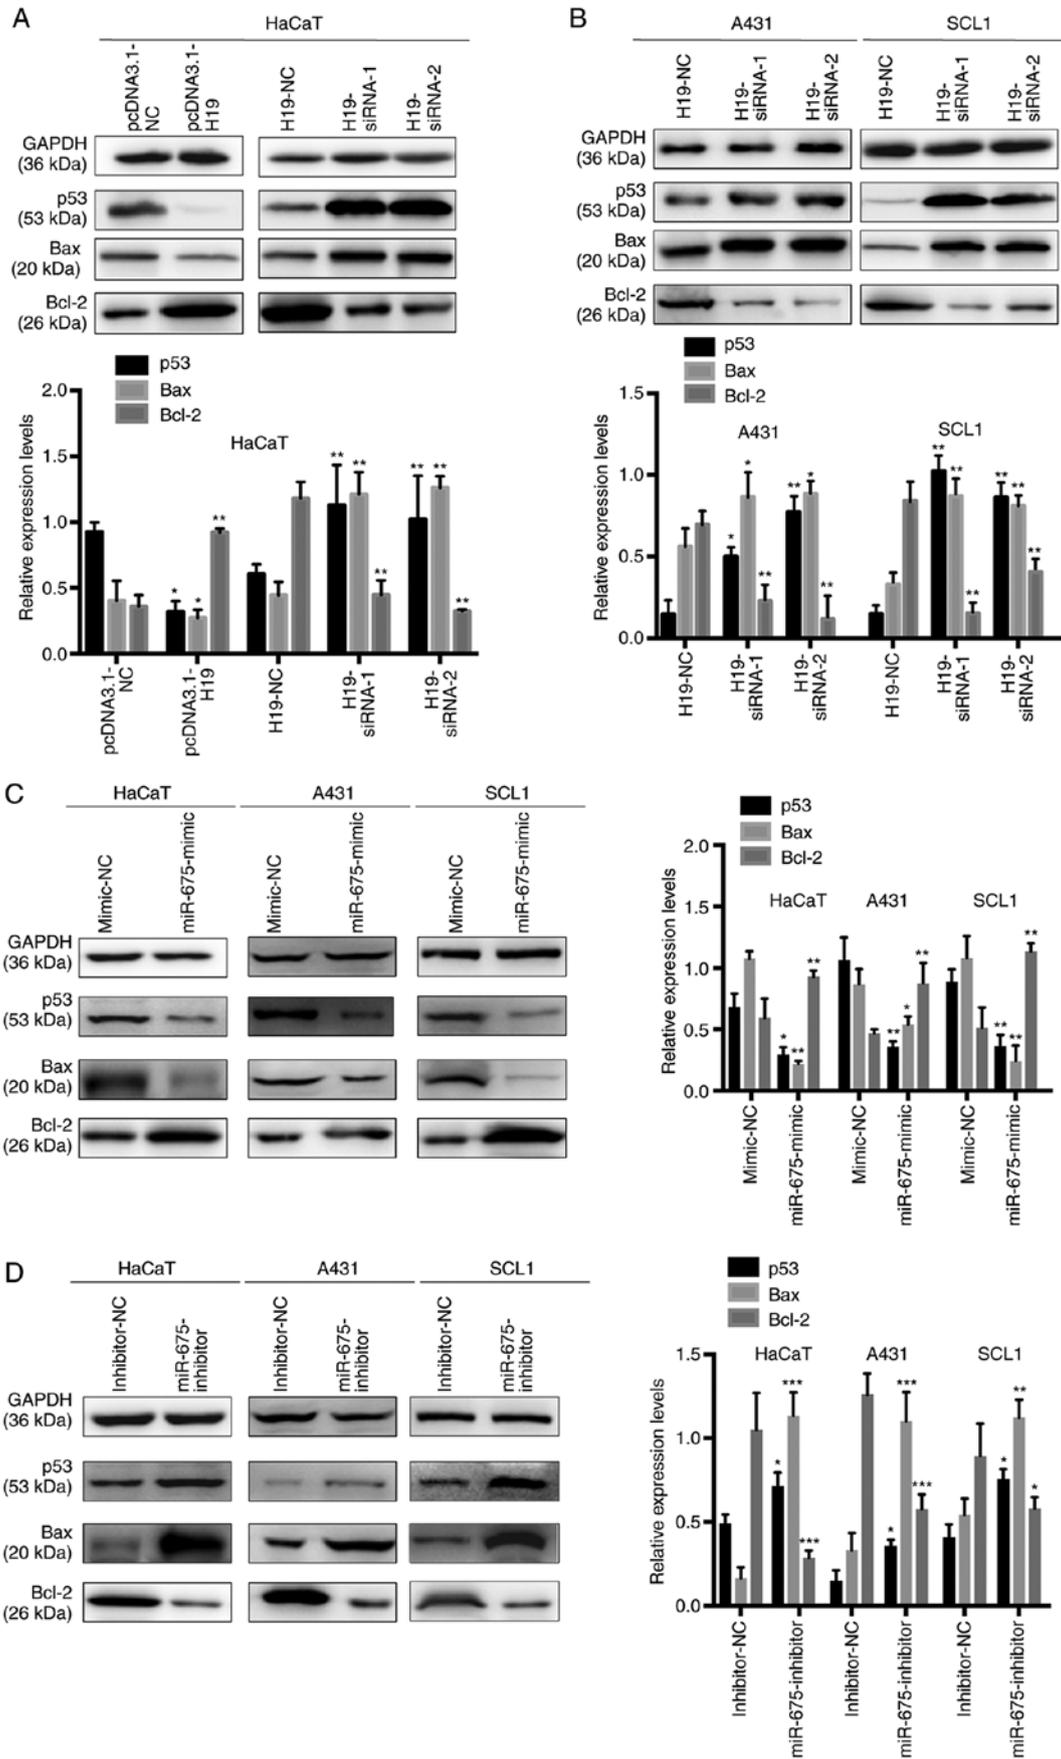 A
HaCaT
pcDNA3.1-
NC
pcDNA3.1-
H19
H19-NC
H19-
siRNA-1
H19-
siRNA-2
GAPDH
(36 kDa)
p53
(53 kDa)
Bax
(20 kDa)
Bcl-2
(26 kDa)
p53
Bax
Bcl-2
HaCaT
Relative expression levels
2.0
1.5
1.0
0.5
0.0
* * ** ** ** ** ** ** **
pcDNA3.1-
NC
pcDNA3.1-
H19
H19-NC
H19-
siRNA-1
H19-
siRNA-2
B
A431
SCL1
H19-NC
H19-
siRNA-1
H19-
siRNA-2
H19-NC
H19-
siRNA-1
H19-
siRNA-2
GAPDH
(36 kDa)
p53
(53 kDa)
Bax
(20 kDa)
Bcl-2
(26 kDa)
p53
Bax
Bcl-2
A431
SCL1
Relative expression levels
1.5
1.0
0.5
0.0
* * ** ** * ** ** ** ** ** ** **
H19-NC
H19-
siRNA-1
H19-
siRNA-2
H19-NC
H19-
siRNA-1
H19-
siRNA-2
C
HaCaT
A431
SCL1
Mimic-NC
miR-675-mimic
Mimic-NC
miR-675-mimic
Mimic-NC
miR-675-mimic
GAPDH
(36 kDa)
p53
(53 kDa)
Bax
(20 kDa)
Bcl-2
(26 kDa)
p53
Bax
Bcl-2
HaCaT
A431
SCL1
Relative expression levels
2.0
1.5
1.0
0.5
0.0
* ** ** ** * ** ** ** **
Mimic-NC
miR-675-mimic
Mimic-NC
miR-675-mimic
Mimic-NC
miR-675-mimic
D
HaCaT
A431
SCL1
Inhibitor-NC
miR-675-
inhibitor
Inhibitor-NC
miR-675-
inhibitor
Inhibitor-NC
miR-675-
inhibitor
GAPDH
(36 kDa)
p53
(53 kDa)
Bax
(20 kDa)
Bcl-2
(26 kDa)
p53
Bax
Bcl-2
HaCaT
A431
SCL1
Relative expression levels
1.5
1.0
0.5
0.0
* *** *** * *** *** * ** *
Inhibitor-NC
miR-675-inhibitor
Inhibitor-NC
miR-675-inhibitor
Inhibitor-NC
miR-675-inhibitor